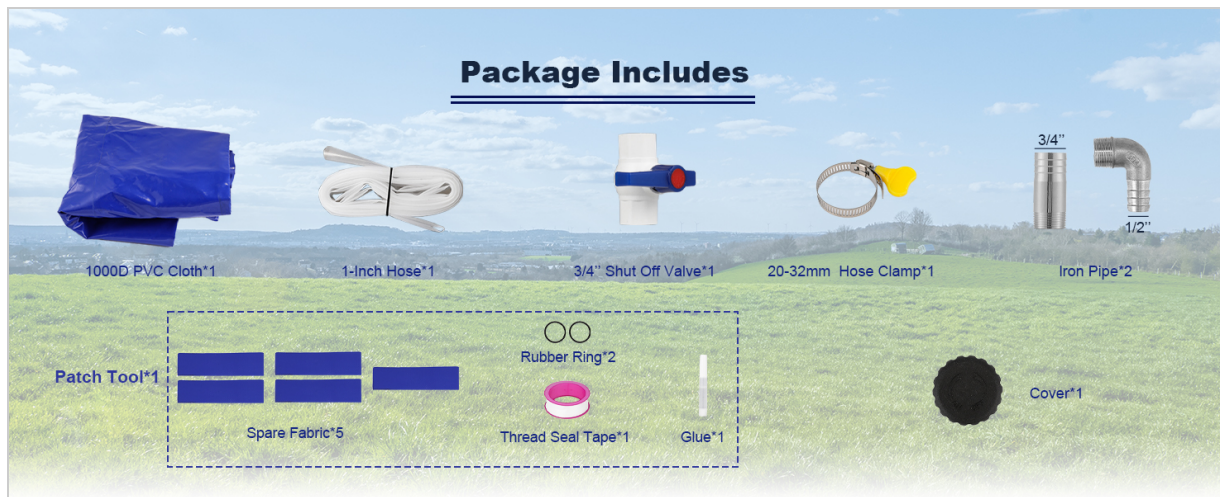 Package Includes
3/4''
1/2''
1000D PVC Cloth*1
1-Inch Hose*1
3/4'' Shut Off Valve*1
20-32mm Hose Clamp*1
Iron Pipe*2
Patch Tool*1
Rubber Ring*2
Spare Fabric*5
Thread Seal Tape*1
Glue*1
Cover*1